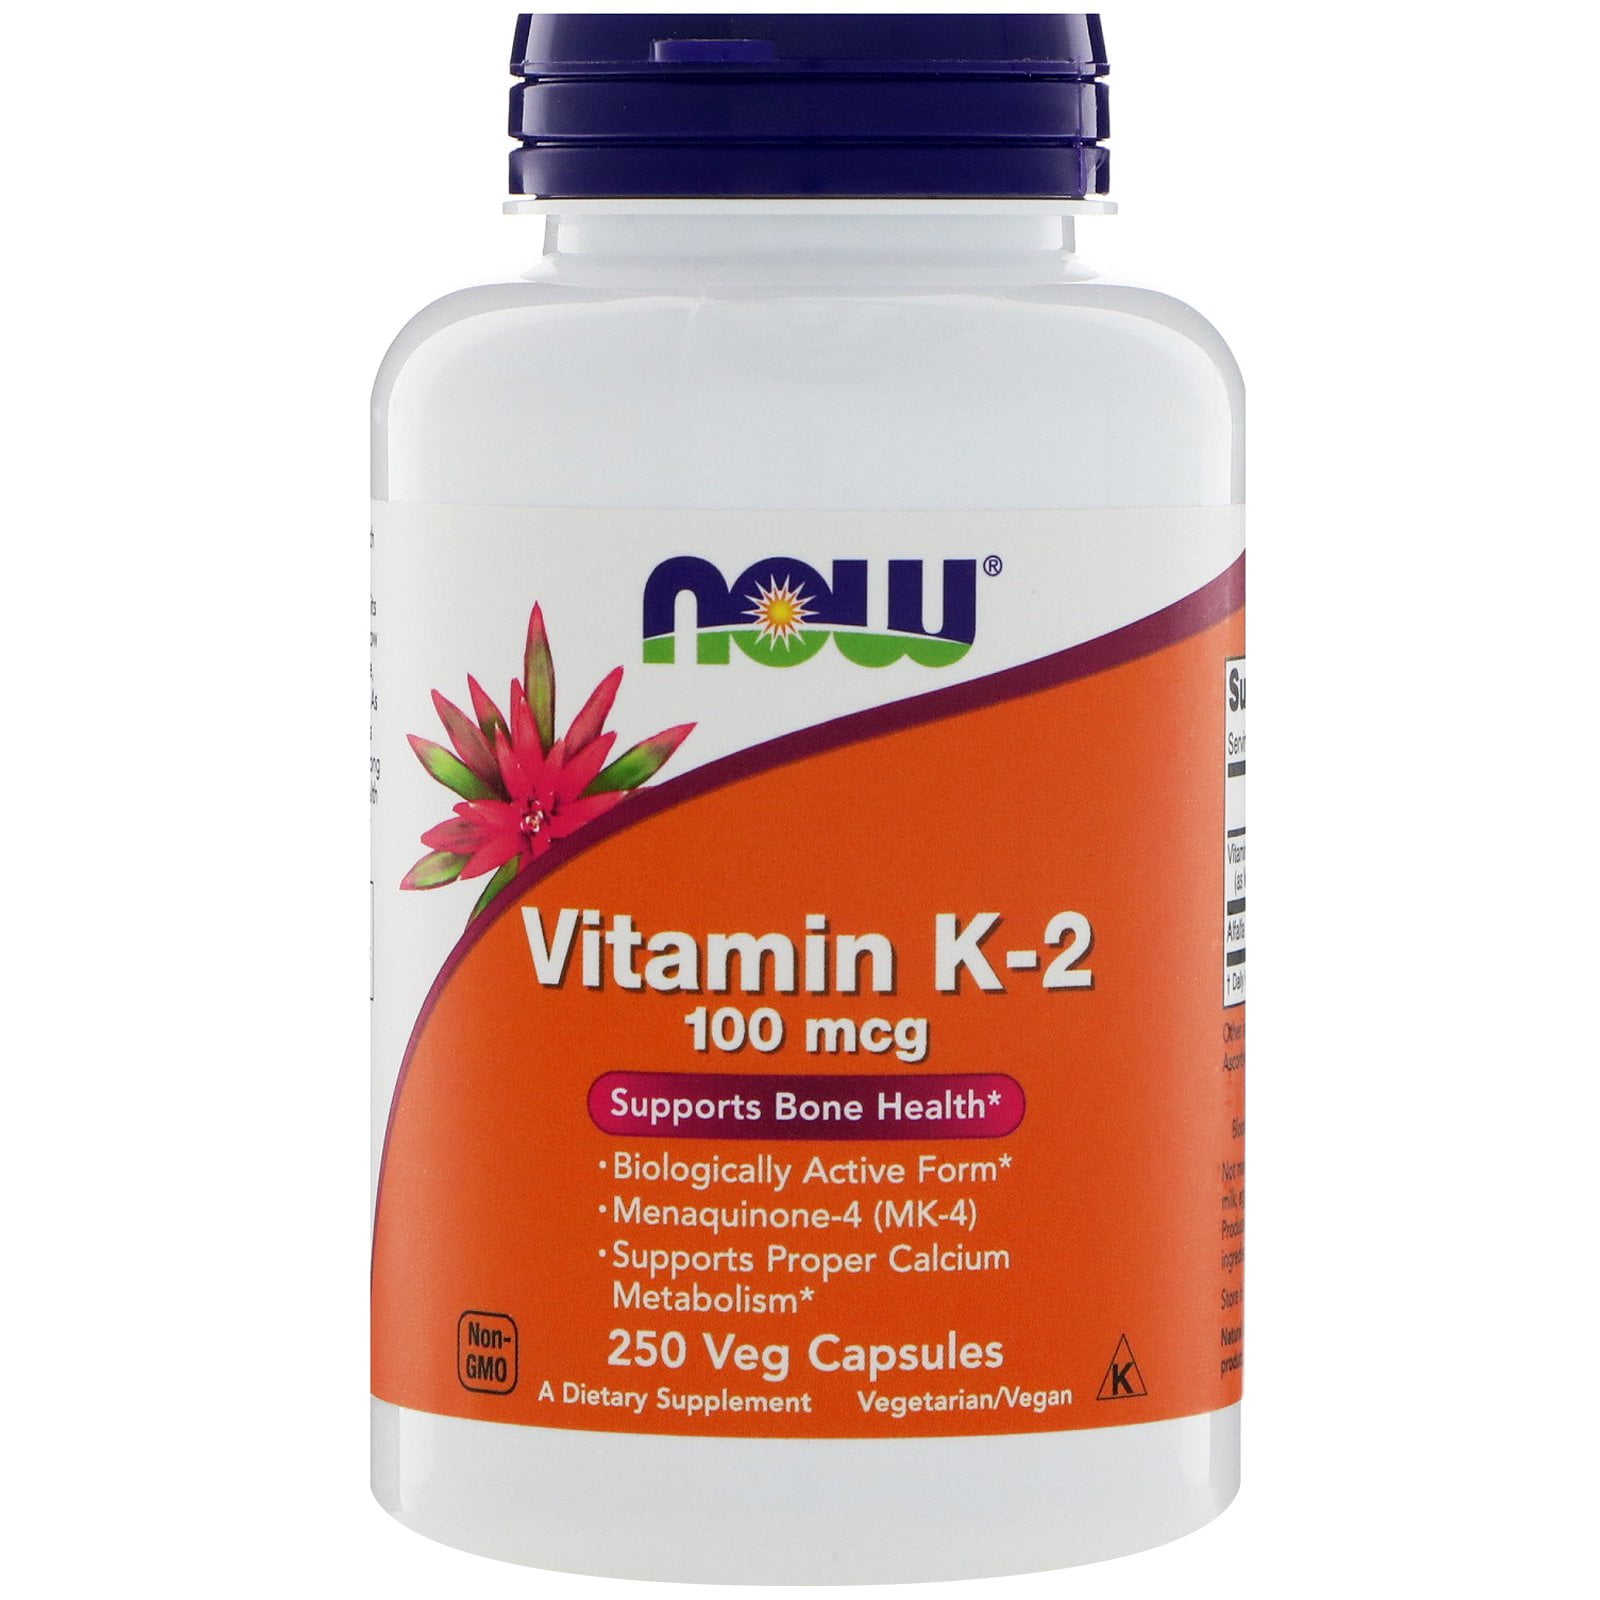 now®
Vitamin K-2
100 mcg
Supports Bone Health*
•Biologically Active Form*
•Menaquinone-4 (MK-4)
•Supports Proper Calcium
Metabolism*
250 Veg Capsules
Non-
GMO
A Dietary Supplement Vegetarian/Vegan
K